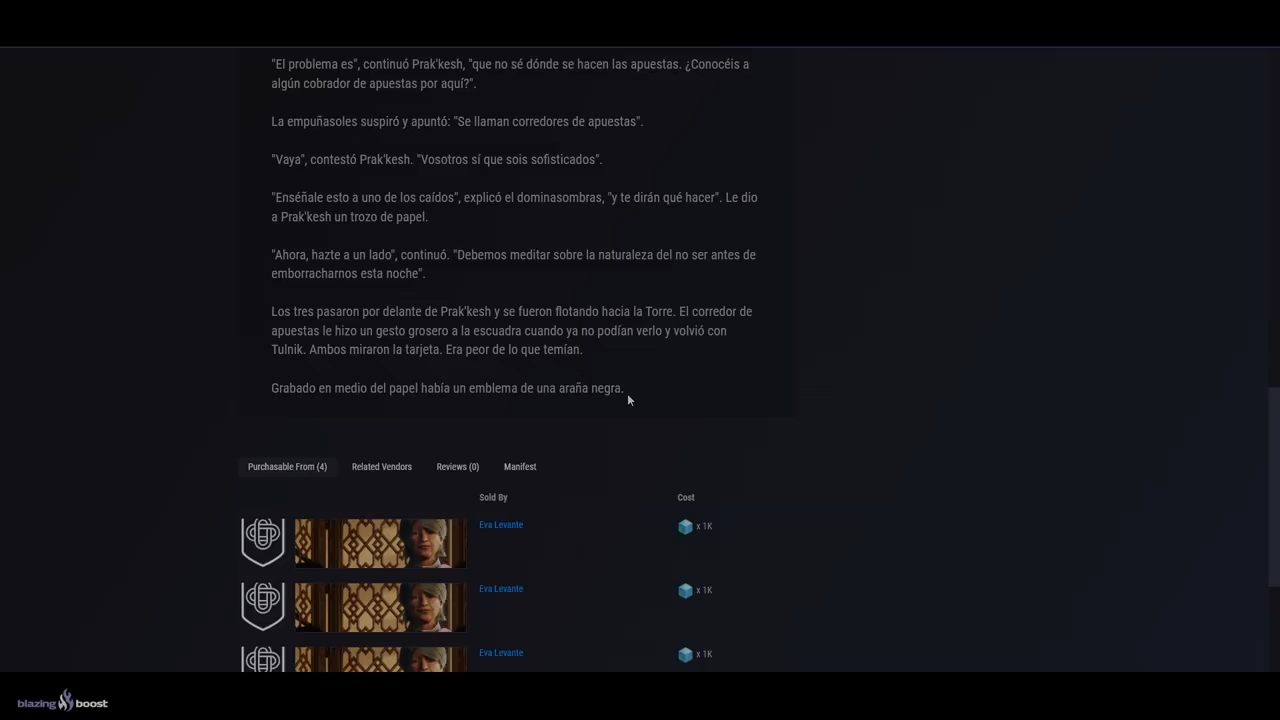 "El problema es", continuó Prak'kesh, "que no sé dónde se hacen las apuestas. ¿Conocéis a
algún cobrador de apuestas por aquí?".
La empuñasoles suspiró y apuntó: "Se llaman corredores de apuestas".
"Vaya", contestó Prak'kesh. "Vosotros sí que sois sofisticados".
"Enséñale esto a uno de los caídos", explicó el dominasombras, "y te dirán qué hacer". Le dio
a Prak'kesh un trozo de papel.
"Ahora, hazte a un lado", continuó. "Debemos meditar sobre la naturaleza del no ser antes de
emborracharnos esta noche".
Los tres pasaron por delante de Prak'kesh y se fueron flotando hacia la Torre. El corredor de
apuestas le hizo un gesto grosero a la escuadra cuando ya no podían verlo y volvió con
Tulnik. Ambos miraron la tarjeta. Era peor de lo que temían.
Grabado en medio del papel había un emblema de una araña negra.
Purchasable From (4) Related Vendors Reviews (0) Manifest
Sold By Cost
Eva Levante x 1K
Eva Levante x 1K
Eva Levante x 1K
blazing boost